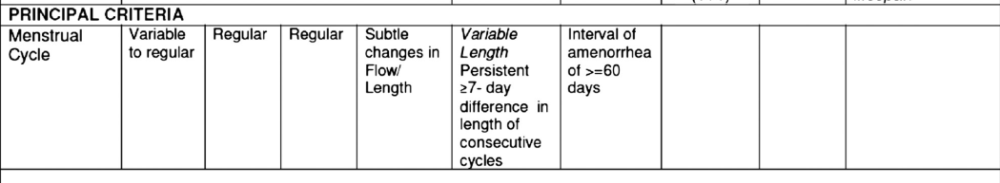 PRINCIPAL CRITERIA
Menstrual Cycle
Variable to regular
Regular
Regular
Subtle changes in Flow/ Length
Variable Length Persistent ≥7- day difference in length of consecutive cycles
Interval of amenorrhea of >=60 days